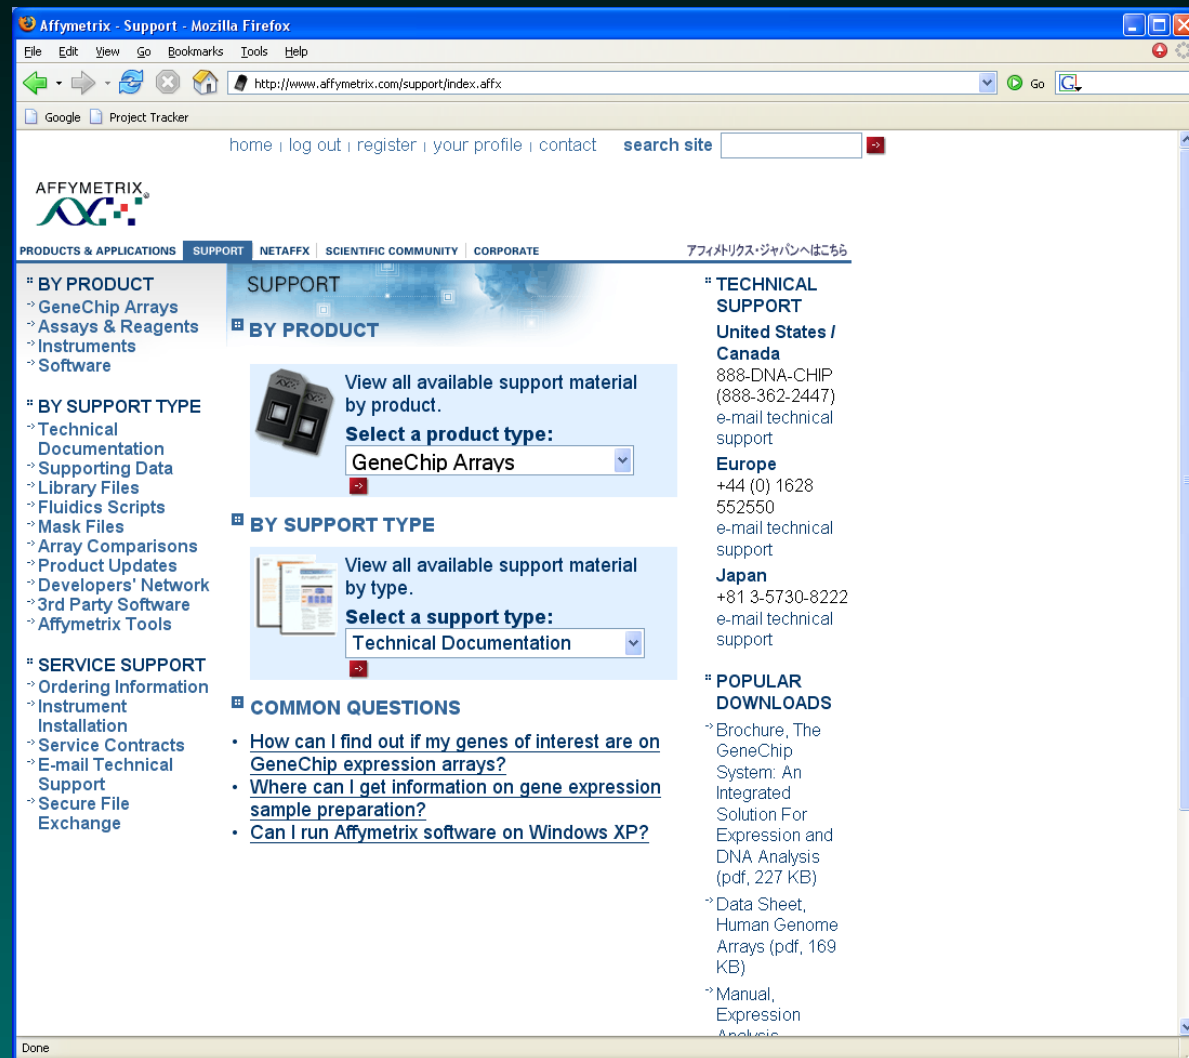 Affymetrix - Support - Mozilla Firefox
File Edit View Go Bookmarks Tools Help
http://www.affymetrix.com/support/index.affx
Go
G
Google Project Tracker
home log out register your profile contact search site
AFFYMETRIX®
PRODUCTS & APPLICATIONS SUPPORT NETAFFX SCIENTIFIC COMMUNITY CORPORATE アフィメトリクス・ジャパンへはこちら
BY PRODUCT
GeneChip Arrays
Assays & Reagents
Instruments
Software
BY SUPPORT TYPE
Technical
Documentation
Supporting Data
Library Files
Fluidics Scripts
Mask Files
Array Comparisons
Product Updates
Developers' Network
3rd Party Software
Affymetrix Tools
SERVICE SUPPORT
Ordering Information
Instrument
Installation
Service Contracts
E-mail Technical
Support
Secure File
Exchange
SUPPORT
BY PRODUCT
View all available support material
by product.
Select a product type:
GeneChip Arrays
BY SUPPORT TYPE
View all available support material
by type.
Select a support type:
Technical Documentation
COMMON QUESTIONS
• How can I find out if my genes of interest are on
GeneChip expression arrays?
• Where can I get information on gene expression
sample preparation?
• Can I run Affymetrix software on Windows XP?
TECHNICAL
SUPPORT
United States /
Canada
888-DNA-CHIP
(888-362-2447)
e-mail technical
support
Europe
+44 (0) 1628
552550
e-mail technical
support
Japan
+81 3-5730-8222
e-mail technical
support
POPULAR
DOWNLOADS
Brochure, The
GeneChip
System: An
Integrated
Solution For
Expression and
DNA Analysis
(pdf, 227 KB)
Data Sheet,
Human Genome
Arrays (pdf, 169
KB)
Manual,
Expression
Analysis
Done